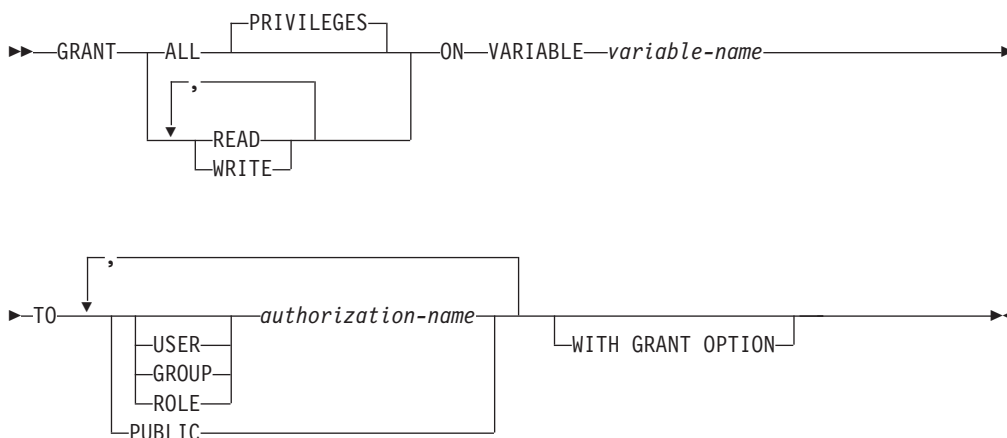 PRIVILEGES
GRANT ALL ON VARIABLE variable-name
,
READ
WRITE
,
TO authorization-name
USER WITH GRANT OPTION
GROUP
ROLE
PUBLIC